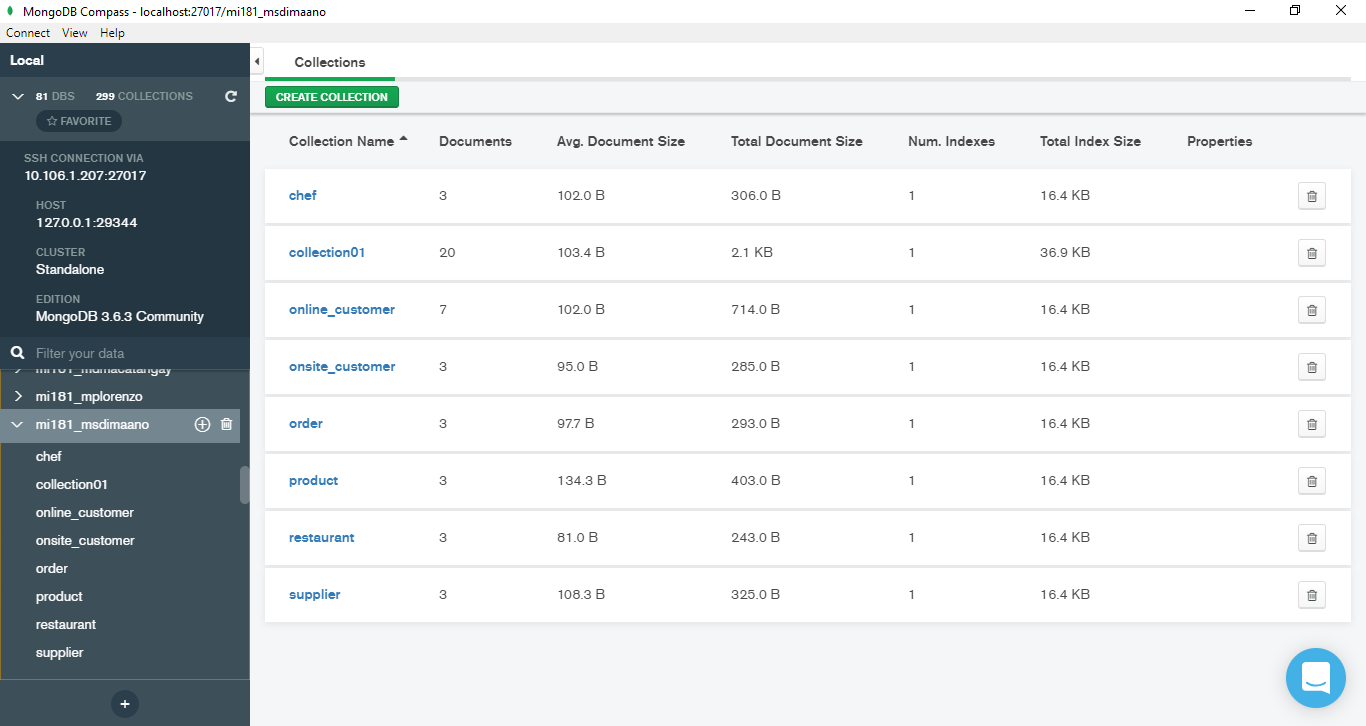 MongoDB Compass - localhost:27017/mi181_msdimaano
Connect View Help
Local
81 DBS 299 COLLECTIONS
FAVORITE
SSH CONNECTION VIA
10.106.1.207:27017
HOST
127.0.0.1:29344
CLUSTER
Standalone
EDITION
MongoDB 3.6.3 Community
Filter your data
mi181_mdmacatangay
mi181_mplorenzo
mi181_msdimaano
chef
collection01
online_customer
onsite_customer
order
product
restaurant
supplier
Collections
CREATE COLLECTION
Collection Name Documents Avg. Document Size Total Document Size Num. Indexes Total Index Size Properties
chef 3 102.0 B 306.0 B 1 16.4 KB
collection01 20 103.4 B 2.1 KB 1 36.9 KB
online_customer 7 102.0 B 714.0 B 1 16.4 KB
onsite_customer 3 95.0 B 285.0 B 1 16.4 KB
order 3 97.7 B 293.0 B 1 16.4 KB
product 3 134.3 B 403.0 B 1 16.4 KB
restaurant 3 81.0 B 243.0 B 1 16.4 KB
supplier 3 108.3 B 325.0 B 1 16.4 KB